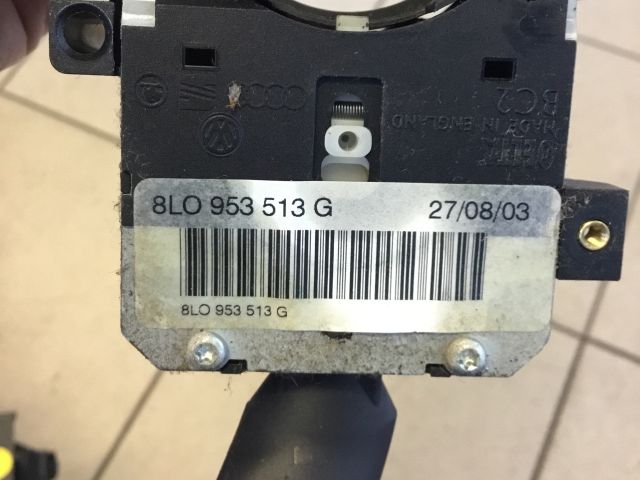 BC2
MADE IN ENGLAND
8LO 953 513 G 27/08/03
8LO 953 513 G